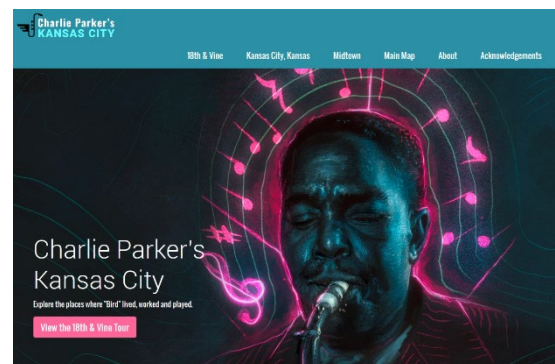 Charlie Parker's
KANSAS CITY
18th & Vine Kansas City, Kansas Midtown Main Map About Acknowledgements
Charlie Parker's
Kansas City
Explore the places where "Bird" lived, worked and played.
View the 18th & Vine Tour